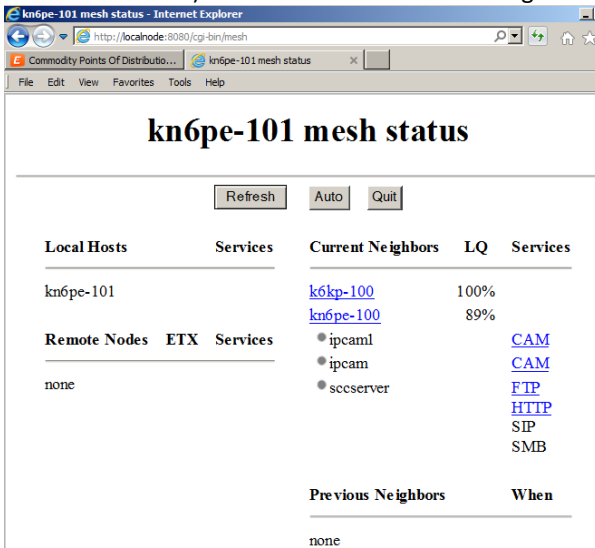 kn6pe-101 mesh status - Internet Explorer
http://localnode:8080/cgi-bin/mesh
Commodity Points Of Distributio...
kn6pe-101 mesh status
File Edit View Favorites Tools Help
kn6pe-101 mesh status
Refresh Auto Quit
Local Hosts Services
kn6pe-101
Remote Nodes ETX Services
none
Current Neighbors LQ Services
k6kp-100 100%
kn6pe-100 89%
ipcam1 CAM
ipcam CAM
sccserver FTP
HTTP
SIP
SMB
Previous Neighbors When
none